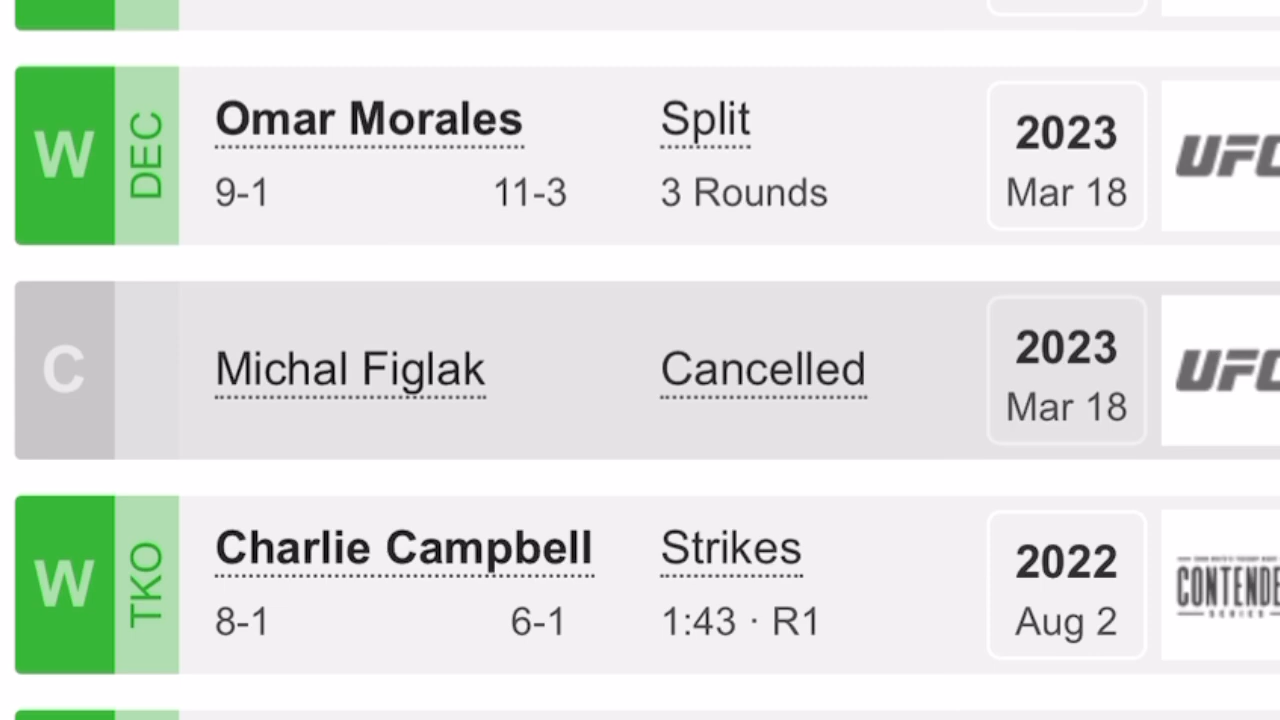 W
DEC
Omar Morales
Split
2023
9-1
11-3
3 Rounds
Mar 18
UFC
C
Michal Figlak
Cancelled
2023
Mar 18
UFC
W
TKO
Charlie Campbell
Strikes
2022
8-1
6-1
1:43 · R1
Aug 2
CONTENDE
SERIES